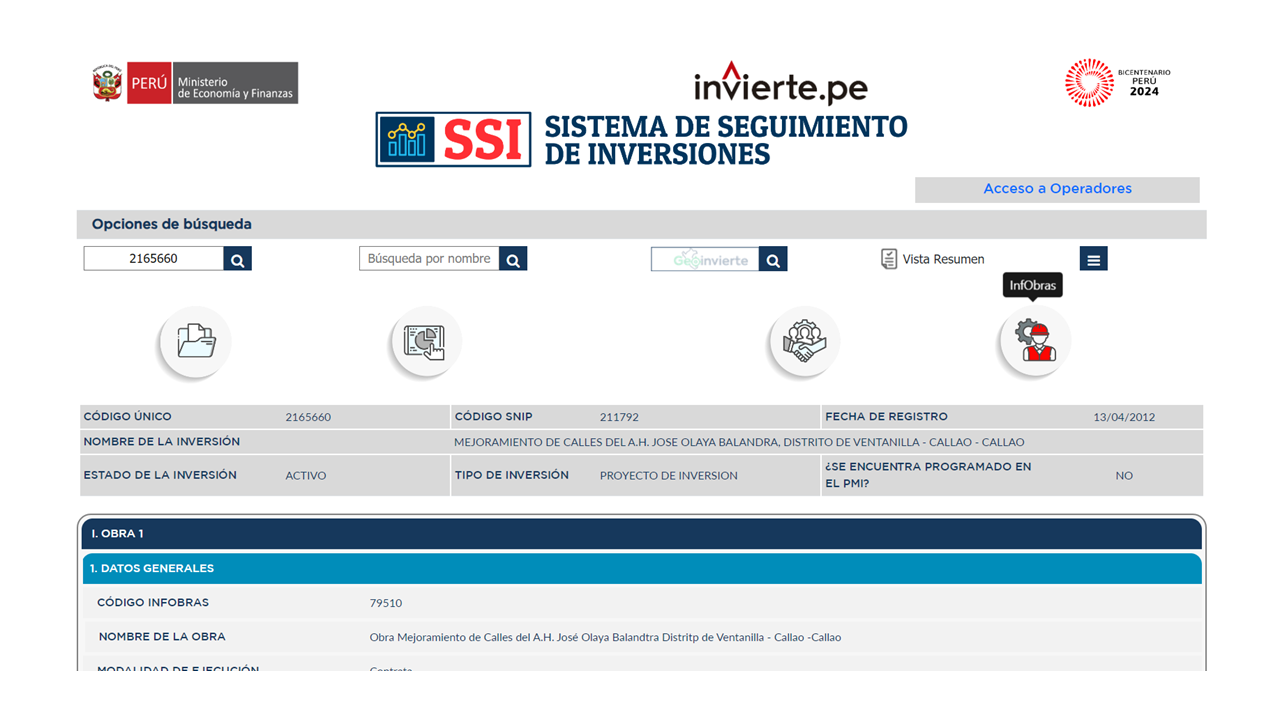 PERÚ
Ministerio
de Economía y Finanzas
invierte.pe
BICENTENARIO
PERÚ
2024
SSI
SISTEMA DE SEGUIMIENTO
DE INVERSIONES
Acceso a Operadores
Opciones de búsqueda
2165660
Búsqueda por nombre
Geoinvierte
Vista Resumen
InfObras
CÓDIGO ÚNICO 2165660 CÓDIGO SNIP 211792 FECHA DE REGISTRO 13/04/2012
NOMBRE DE LA INVERSIÓN MEJORAMIENTO DE CALLES DEL A.H. JOSE OLAYA BALANDRA, DISTRITO DE VENTANILLA - CALLAO - CALLAO
ESTADO DE LA INVERSIÓN ACTIVO TIPO DE INVERSIÓN PROYECTO DE INVERSION ¿SE ENCUENTRA PROGRAMADO EN
EL PMI? NO
I. OBRA 1
1. DATOS GENERALES
CÓDIGO INFOBRAS 79510
NOMBRE DE LA OBRA Obra Mejoramiento de Calles del A.H. José Olaya Balandtra Distritp de Ventanilla - Callao -Callao
MODALIDAD DE EJECUCIÓN Contrata